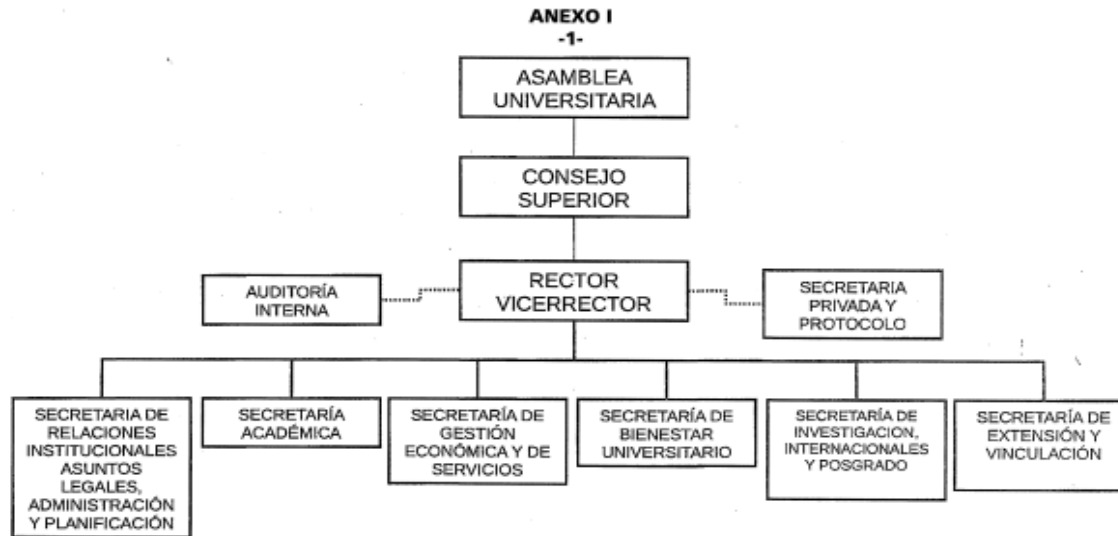 ANEXO I
-1-
ASAMBLEA
UNIVERSITARIA
CONSEJO
SUPERIOR
RECTOR
VICERRECTOR
AUDITORÍA
INTERNA
SECRETARIA
PRIVADA Y
PROTOCOLO
SECRETARIA DE
RELACIONES
INSTITUCIONALES
ASUNTOS
LEGALES,
ADMINISTRACIÓN
Y PLANIFICACIÓN
SECRETARÍA
ACADÉMICA
SECRETARÍA DE
GESTIÓN
ECONÓMICA Y DE
SERVICIOS
SECRETARÍA DE
BIENESTAR
UNIVERSITARIO
SECRETARÍA DE
INVESTIGACION,
INTERNACIONALES
Y POSGRADO
SECRETARÍA DE
EXTENSIÓN Y
VINCULACIÓN